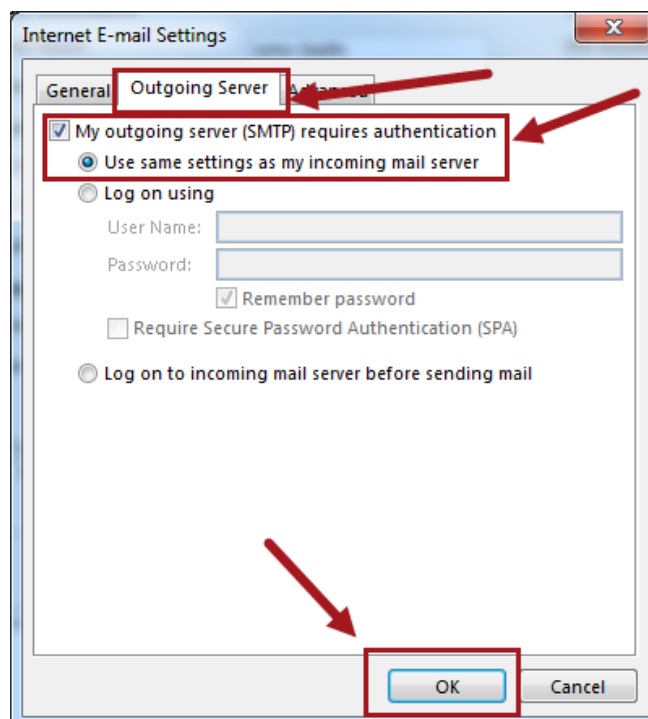 Internet E-mail Settings
X
General Outgoing Server Advanced
My outgoing server (SMTP) requires authentication
Use same settings as my incoming mail server
Log on using
User Name:
Password:
Remember password
Require Secure Password Authentication (SPA)
Log on to incoming mail server before sending mail
OK Cancel